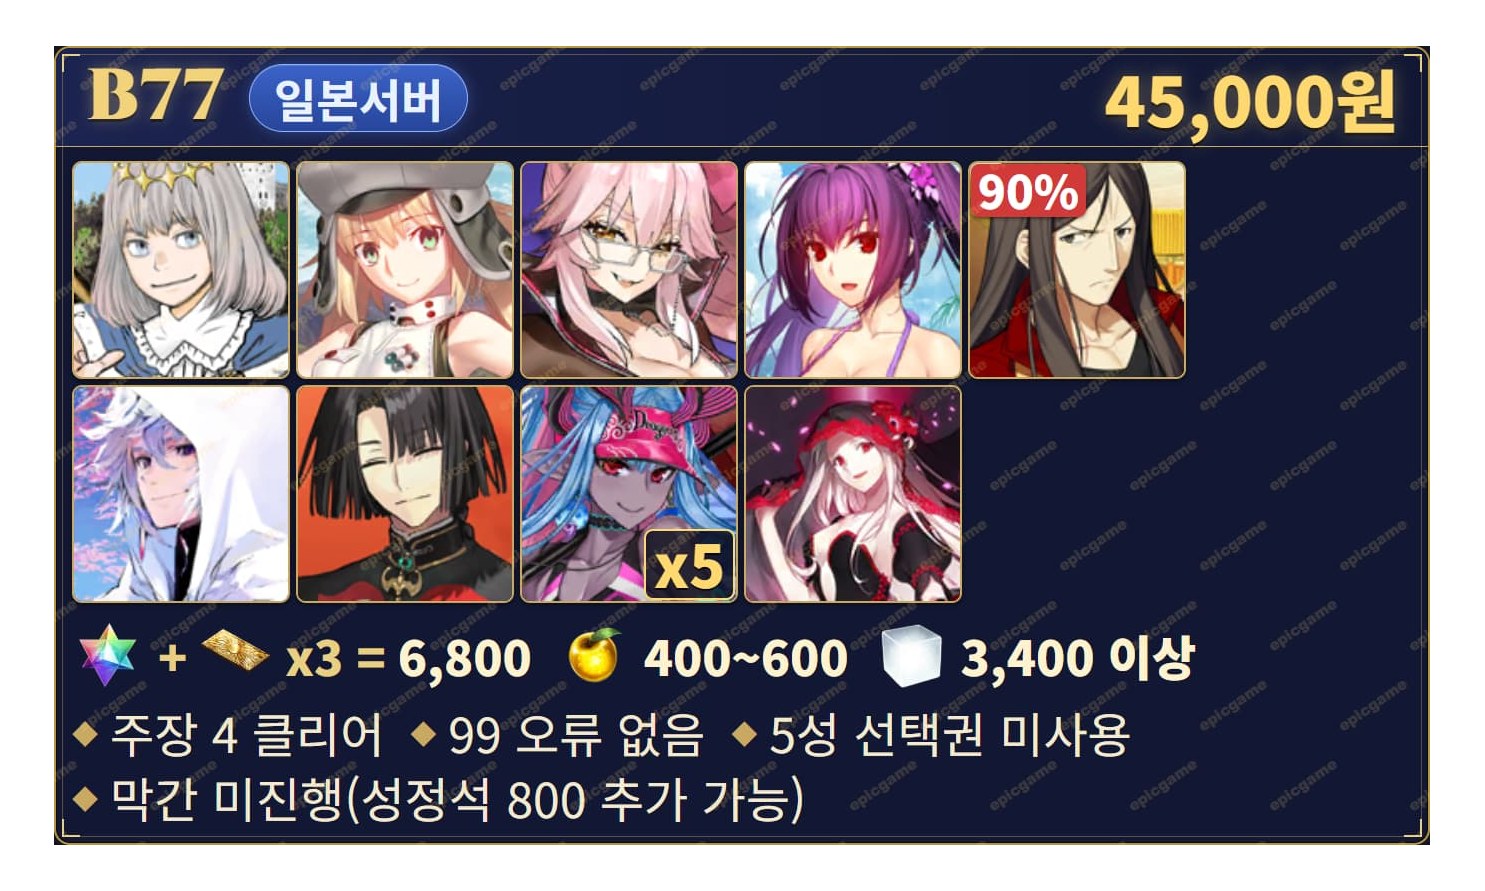 B77 일본서버 45,000원
90%
Dragon
x5
+ x3 = 6,800 400~600 3,400 이상
◆ 주장 4 클리어 ◆ 99 오류 없음 ◆ 5성 선택권 미사용
◆ 막간 미진행(성정석 800 추가 가능)
epicgame